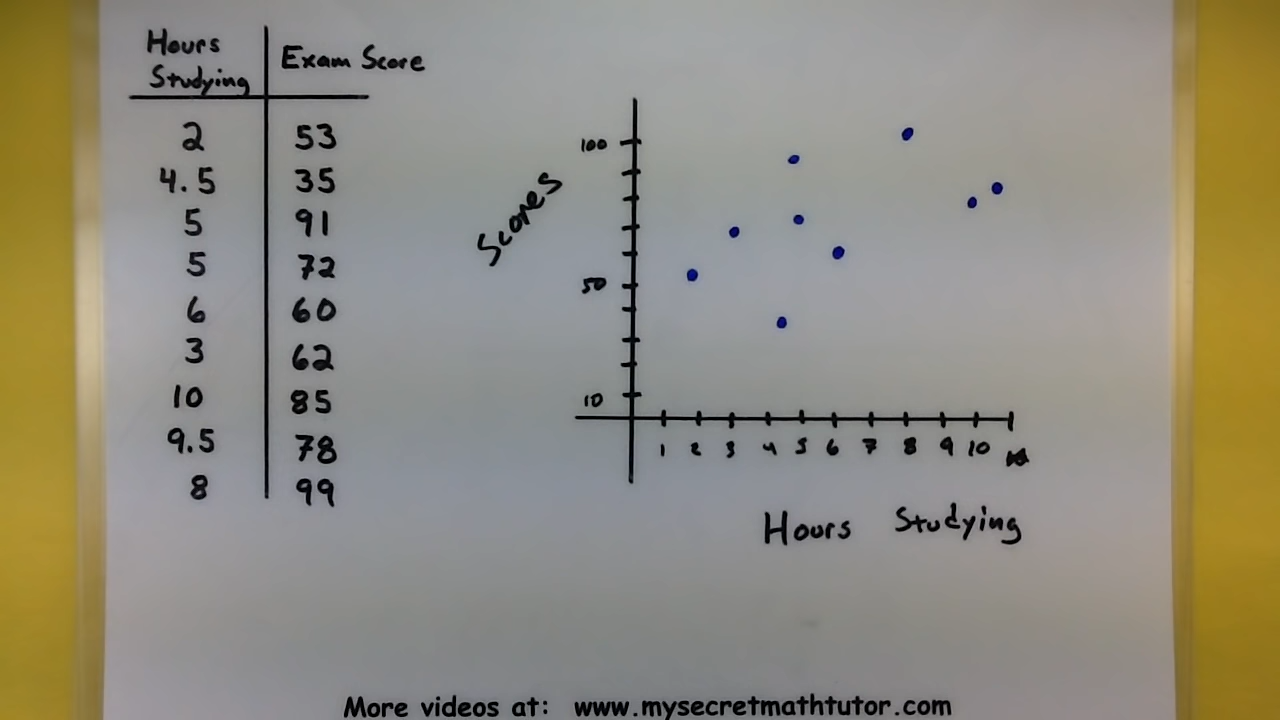 Hours
Studying
Exam Score
2 53
4.5 35
5 91
5 72
6 60
3 62
10 85
9.5 78
8 99
Scores
100
50
10
1 2 3 4 5 6 7 8 9 10
Hours Studying
More videos at: www.mysecretmathtutor.com